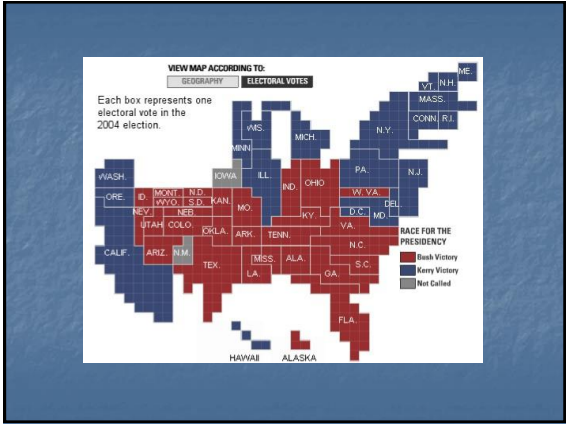 VIEW MAP ACCORDING TO:
GEOGRAPHY ELECTORAL VOTES
Each box represents one
electoral vote in the
2004 election.
ME.
VT. N.H.
MASS.
CONN. R.I.
N.Y.
WIS.
MICH.
MINN.
WASH.
IOWA
ILL.
IND.
OHIO
PA.
N.J.
ORE.
ID.
MONT. N.D.
WYO. S.D.
KAN.
MO.
W. VA.
DEL.
NEV.
NEB.
KY.
D.C.
MD.
UTAH COLO.
OKLA.
ARK.
TENN.
VA.
RACE FOR THE
PRESIDENCY
Bush Victory
Kerry Victory
Not Called
CALIF.
ARIZ.
N.M.
TEX.
MISS.
ALA.
N.C.
S.C.
LA.
GA.
FLA.
HAWAII ALASKA